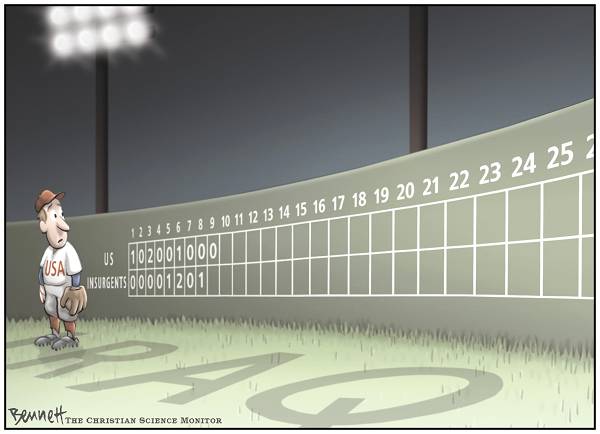 1 2 3 4 5 6 7 8 9 10 11 12 13 14 15 16 17 18 19 20 21 22 23 24 25
US 1 0 2 0 0 1 0 0 0
INSURGENTS 0 0 0 0 1 2 0 1
USA
IRAQ
Bennett THE CHRISTIAN SCIENCE MONITOR